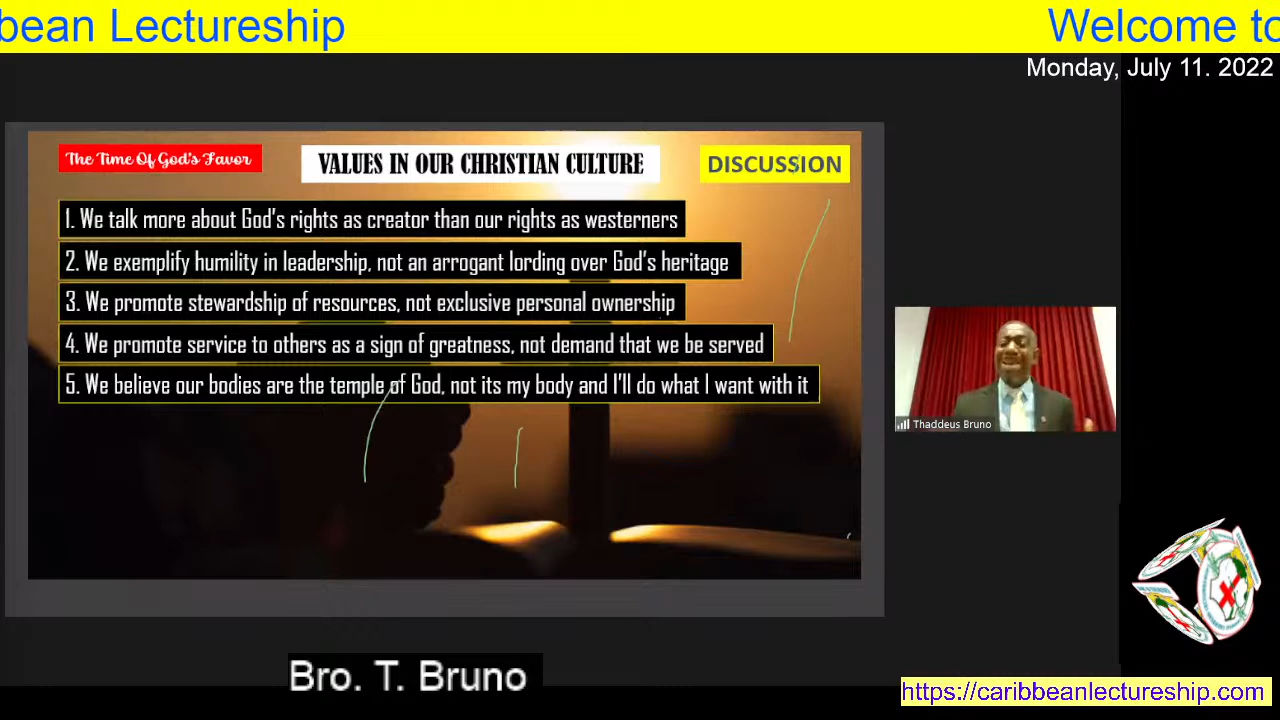 bean Lectureship
Welcome to
Monday, July 11. 2022
The Time Of God's Favor
VALUES IN OUR CHRISTIAN CULTURE
DISCUSSION
1. We talk more about God's rights as creator than our rights as westerners
2. We exemplify humility in leadership, not an arrogant lording over God's heritage
3. We promote stewardship of resources, not exclusive personal ownership
4. We promote service to others as a sign of greatness, not demand that we be served
5. We believe our bodies are the temple of God, not its my body and I'll do what I want with it
Thaddeus Bruno
Bro. T. Bruno
https://caribbeanlectureship.com